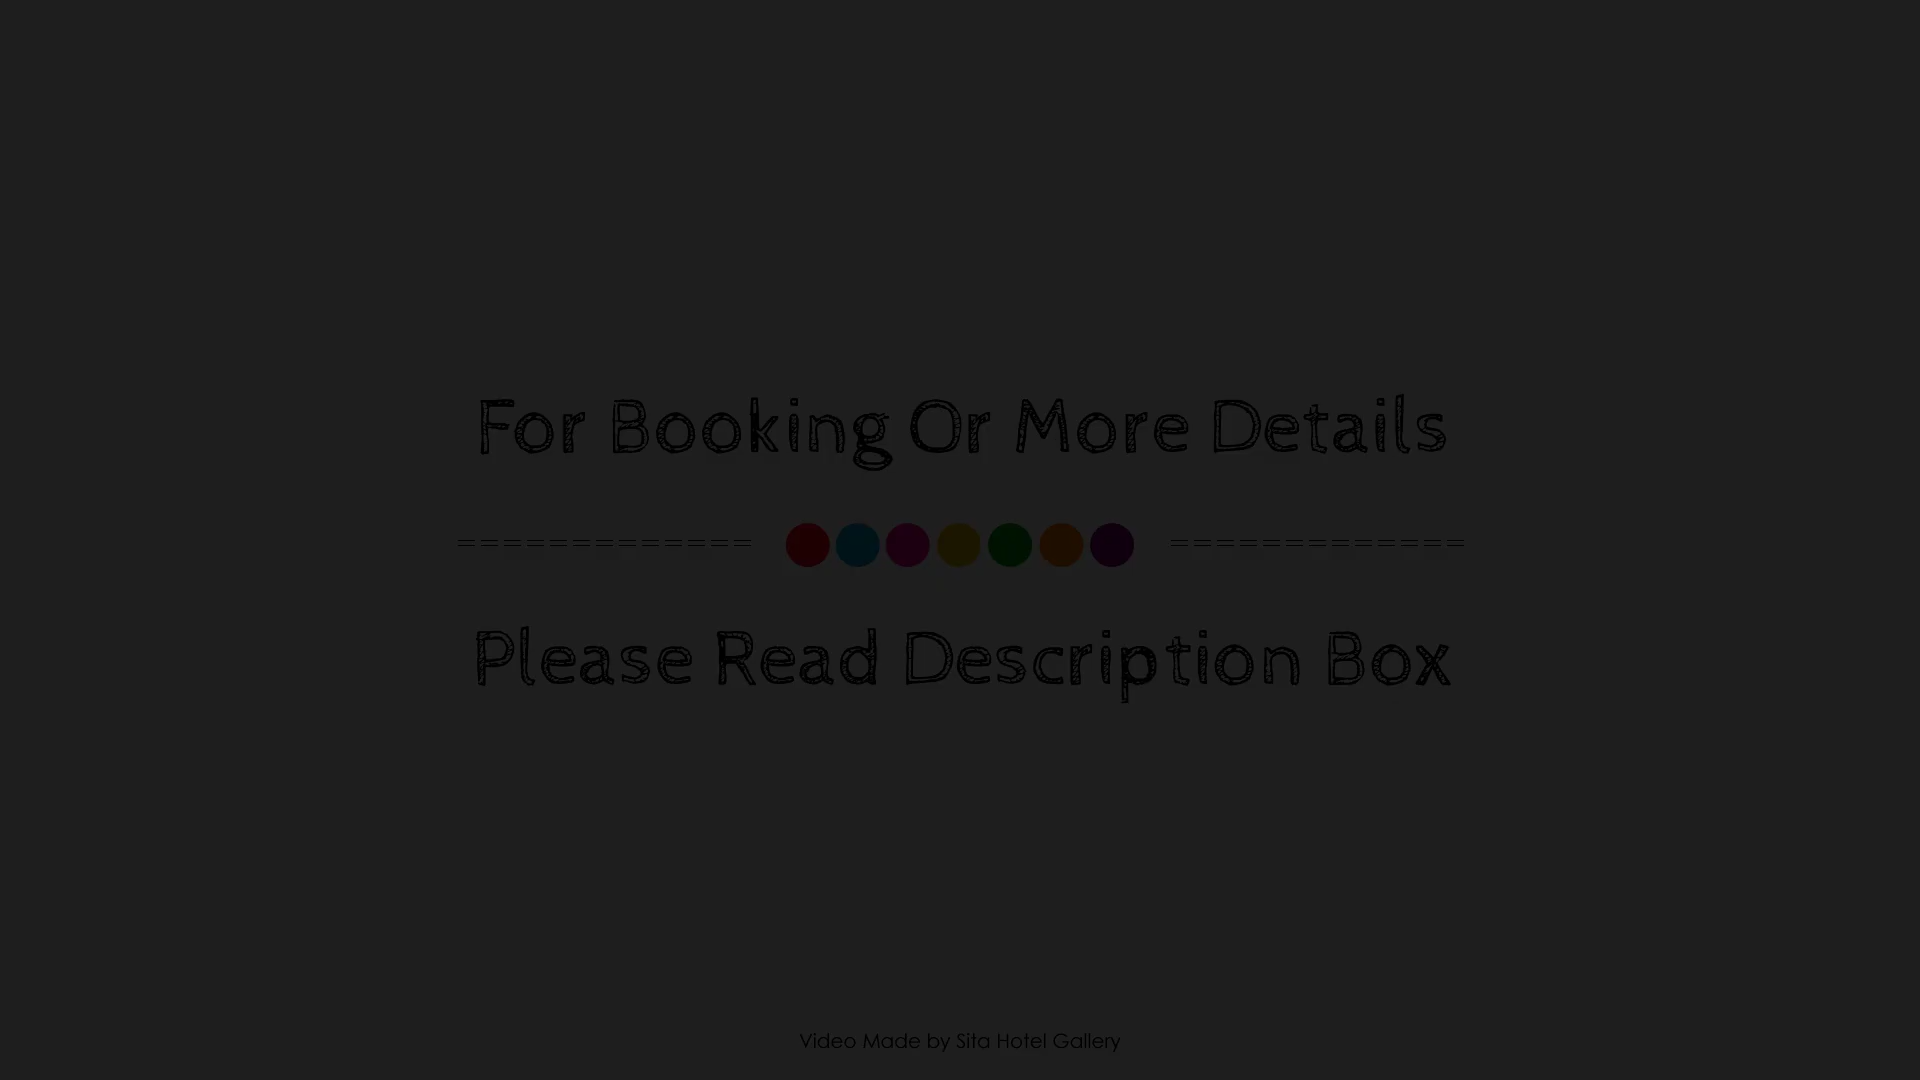 For Booking Or More Details
============= =============
Please Read Description Box
Video Made by Sita Hotel Gallery